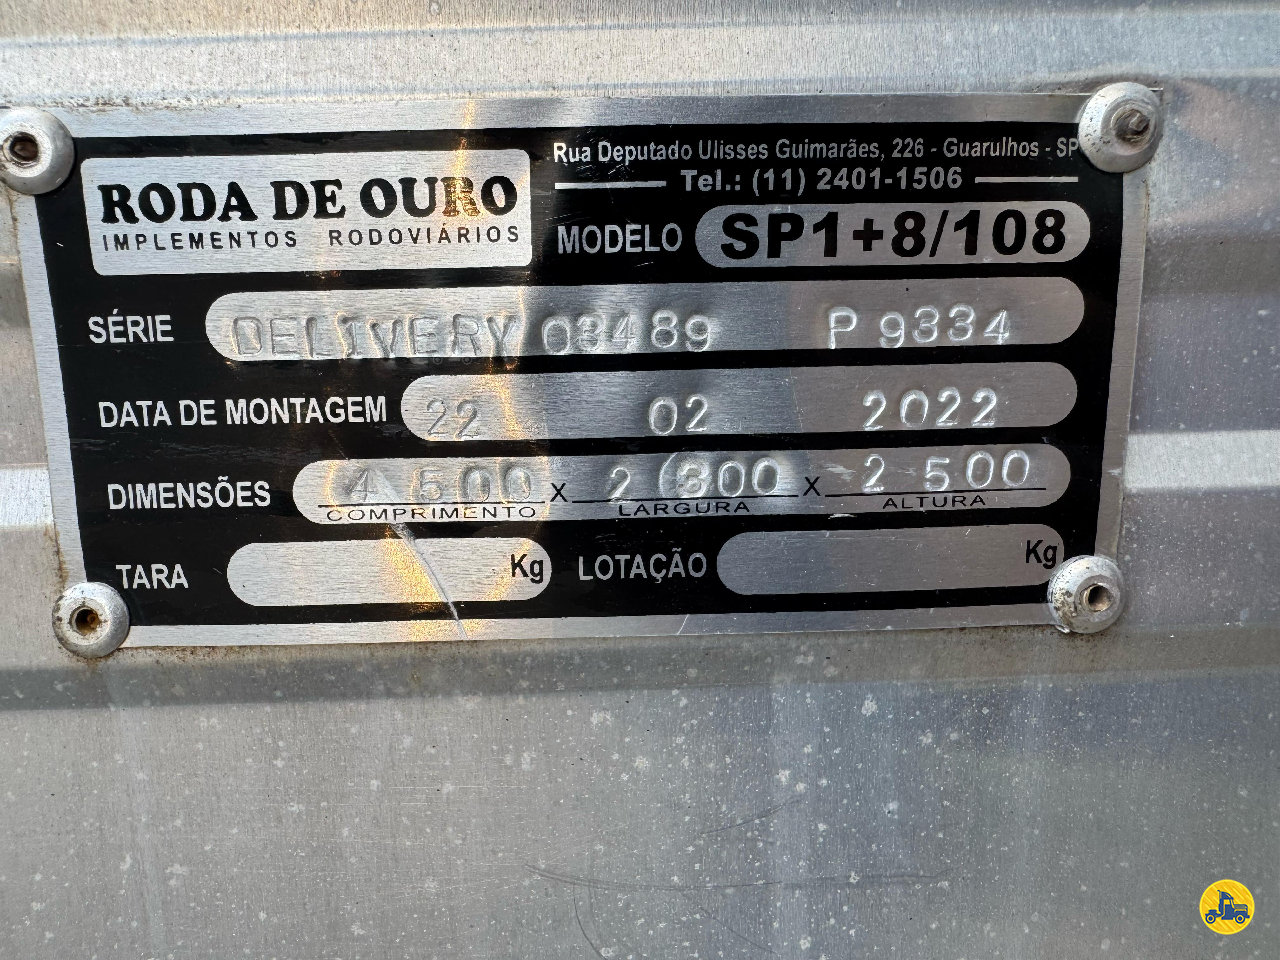 RODA DE OURO
IMPLEMENTOS RODOVIÁRIOS
Rua Deputado Ulisses Guimarães, 226 - Guarulhos - SP
Tel.: (11) 2401-1506
MODELO SP1+8/108
SÉRIE DELIVERY 03489 P 9334
DATA DE MONTAGEM 22 02 2022
DIMENSÕES 4 500 x 2 300 x 2 500
COMPRIMENTO LARGURA ALTURA
TARA Kg LOTAÇÃO Kg